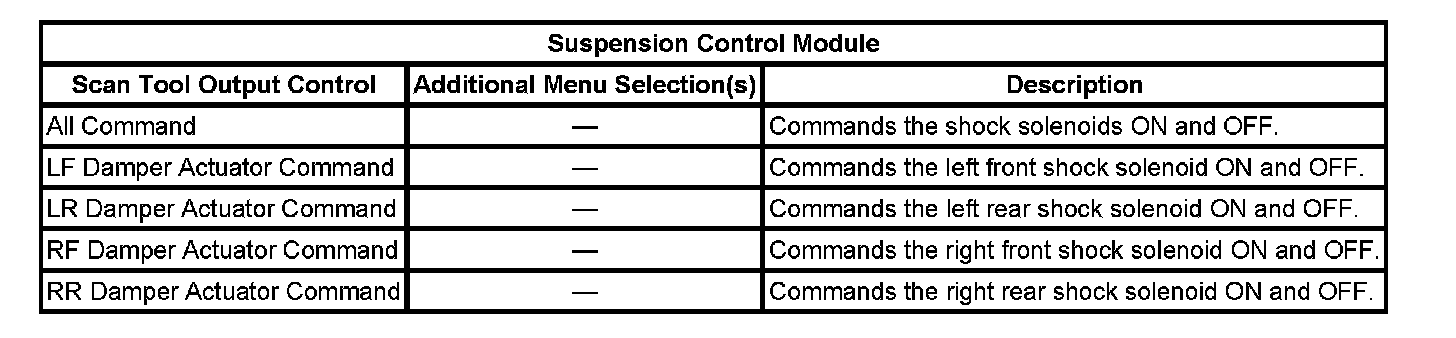 Suspension Control Module
Scan Tool Output Control Additional Menu Selection(s) Description
All Command — Commands the shock solenoids ON and OFF.
LF Damper Actuator Command — Commands the left front shock solenoid ON and OFF.
LR Damper Actuator Command — Commands the left rear shock solenoid ON and OFF.
RF Damper Actuator Command — Commands the right front shock solenoid ON and OFF.
RR Damper Actuator Command — Commands the right rear shock solenoid ON and OFF.